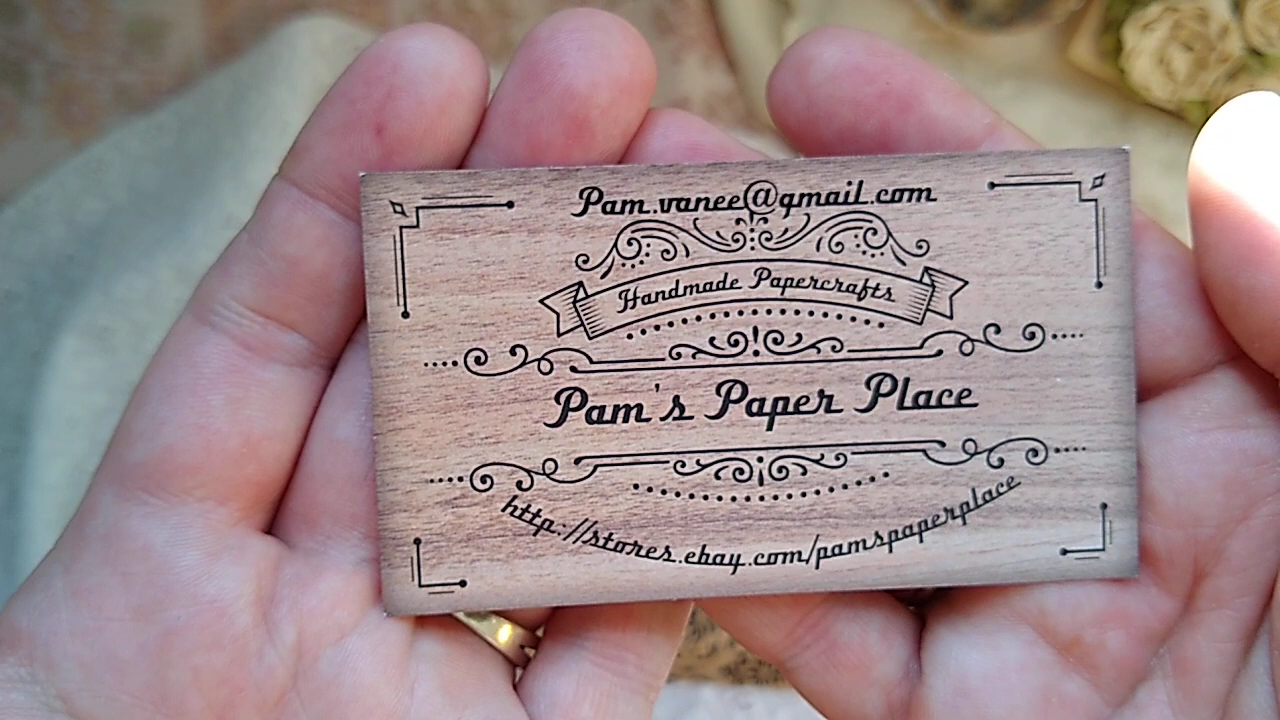 Pam.vanee@gmail.com
Handmade Papercrafts
Pam's Paper Place
http://stores.ebay.com/pamspaperplace